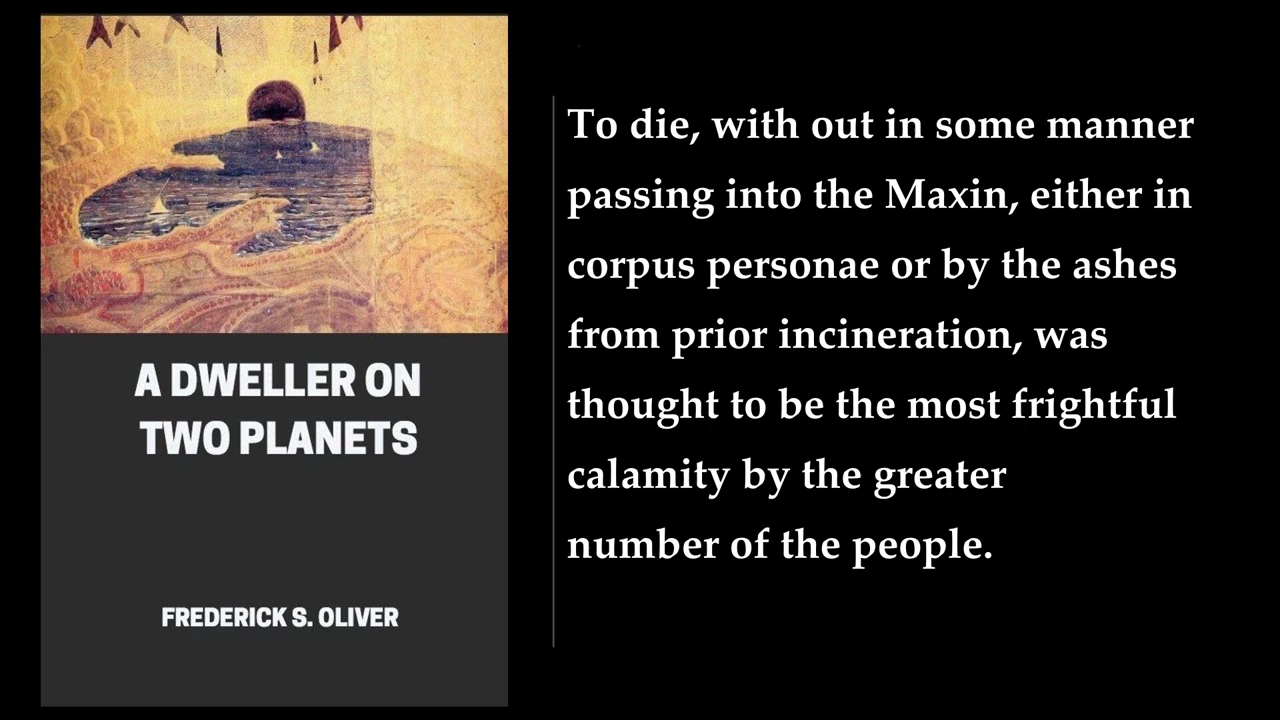 A DWELLER ON
TWO PLANETS
FREDERICK S. OLIVER
To die, with out in some manner
passing into the Maxin, either in
corpus personae or by the ashes
from prior incineration, was
thought to be the most frightful
calamity by the greater
number of the people.